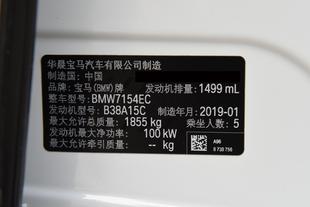 华晨宝马汽车有限公司制造
制造国：中国
品牌：宝马(BMW)牌 发动机排量：1499 mL
整车型号：BMW7154EC
发动机型号：B38A15C 制造年月：2019-01
最大允许总质量：1855 kg 乘坐人数：5
发动机最大净功率：100 kW
最大允许牵引质量：-- kg
A96
8 738 756